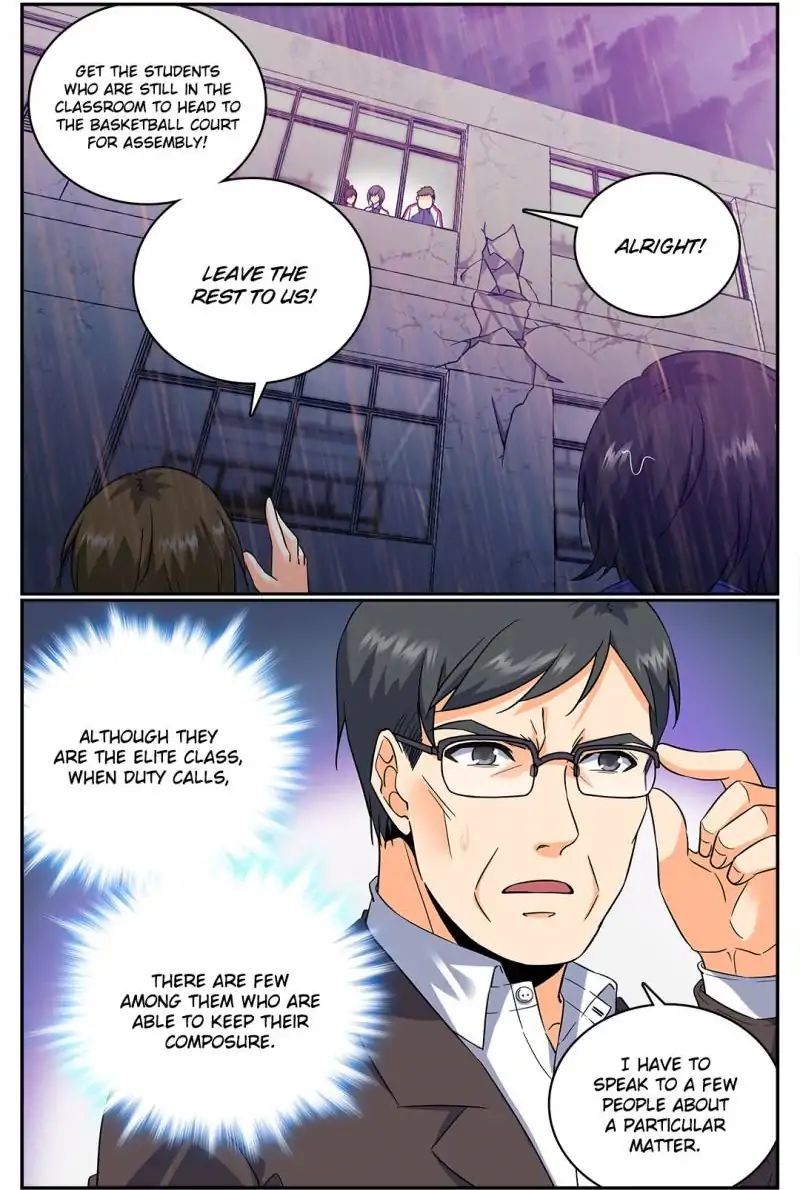 GET THE STUDENTS
WHO ARE STILL IN THE
CLASSROOM TO HEAD TO
THE BASKETBALL COURT
FOR ASSEMBLY!
LEAVE THE
REST TO US!
ALRIGHT!
ALTHOUGH THEY
ARE THE ELITE CLASS,
WHEN DUTY CALLS,
THERE ARE FEW
AMONG THEM WHO ARE
ABLE TO KEEP THEIR
COMPOSURE.
I HAVE TO
SPEAK TO A FEW
PEOPLE ABOUT
A PARTICULAR
MATTER.